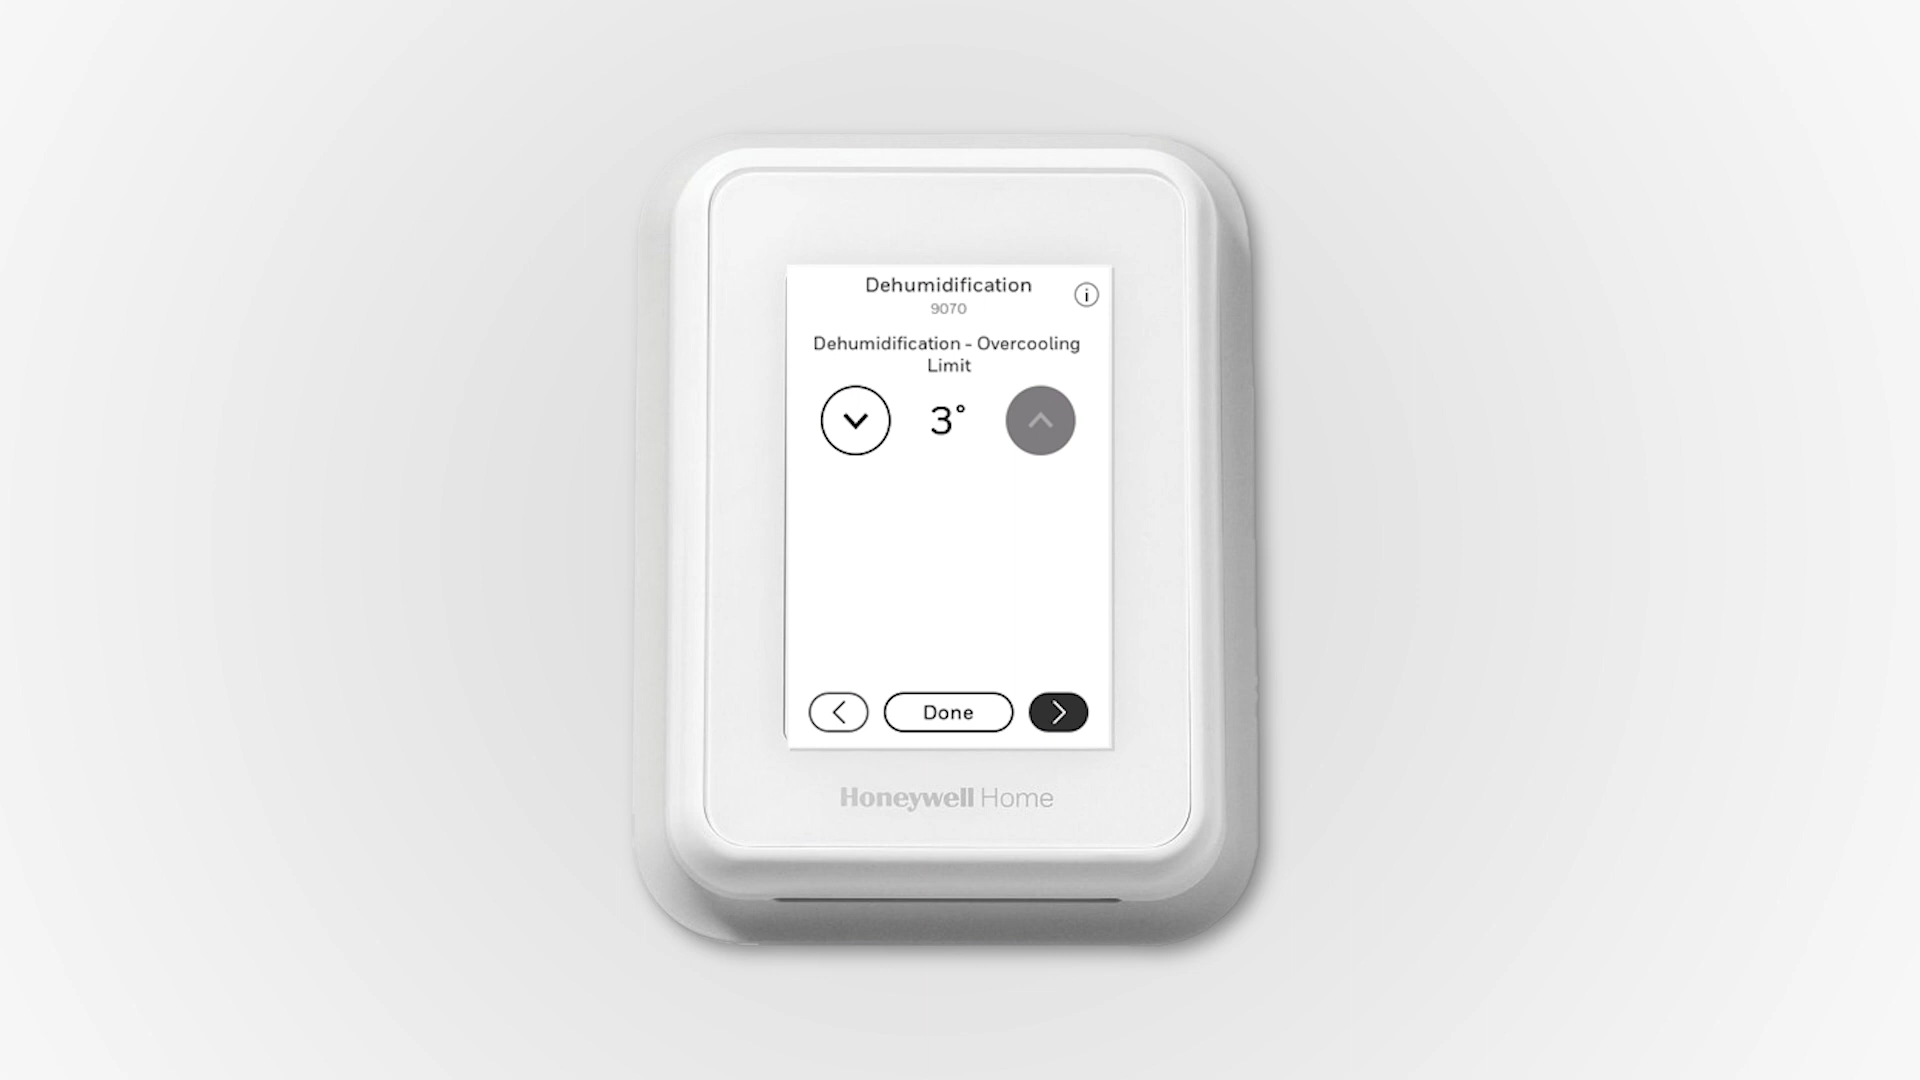 Dehumidification
9070
Dehumidification - Overcooling
Limit
3°
Done
Honeywell Home